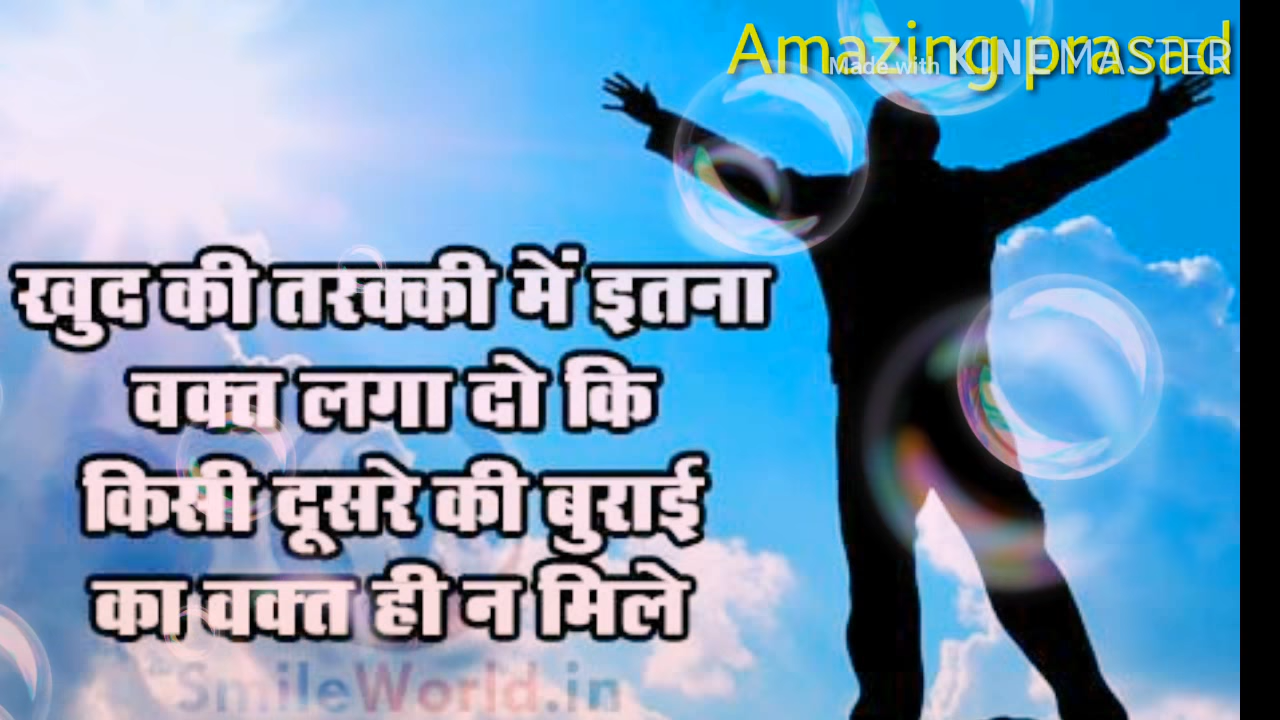 Amazing prasad
Made with KINEMASTER
खुद की तरक्की में इतना
वक्त लगा दो कि
किसी दूसरे की बुराई
का वक्त ही न मिले
SmileWorld.in